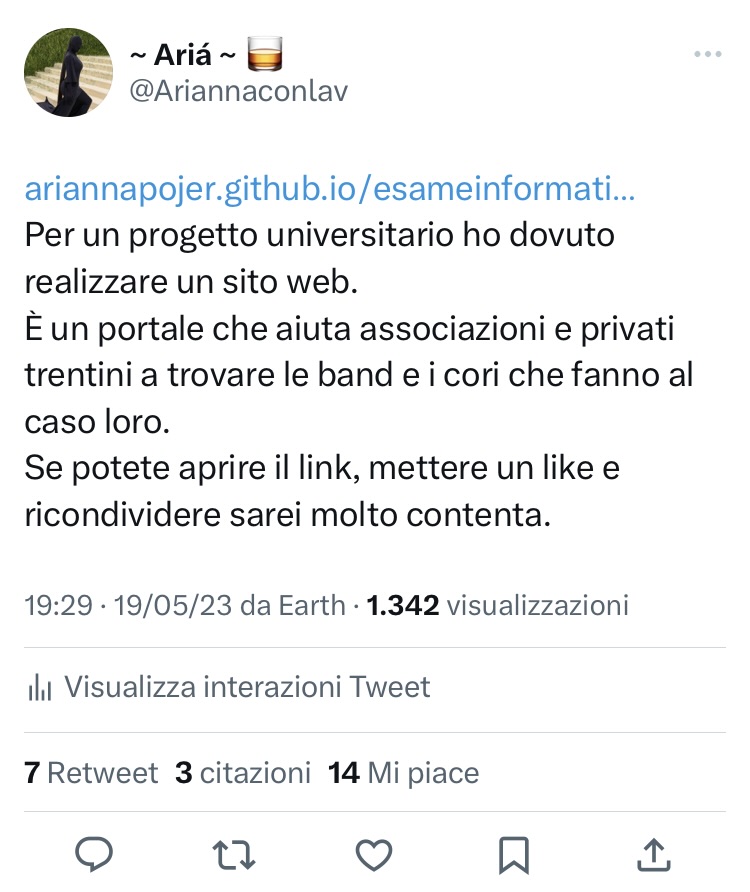 ~ Ariá ~ 🥃
@Ariannaconlav
ariannapojer.github.io/esameinformati...
Per un progetto universitario ho dovuto
realizzare un sito web.
È un portale che aiuta associazioni e privati
trentini a trovare le band e i cori che fanno al
caso loro.
Se potete aprire il link, mettere un like e
ricondividere sarei molto contenta.
19:29 · 19/05/23 da Earth · 1.342 visualizzazioni
Visualizza interazioni Tweet
7 Retweet 3 citazioni 14 Mi piace